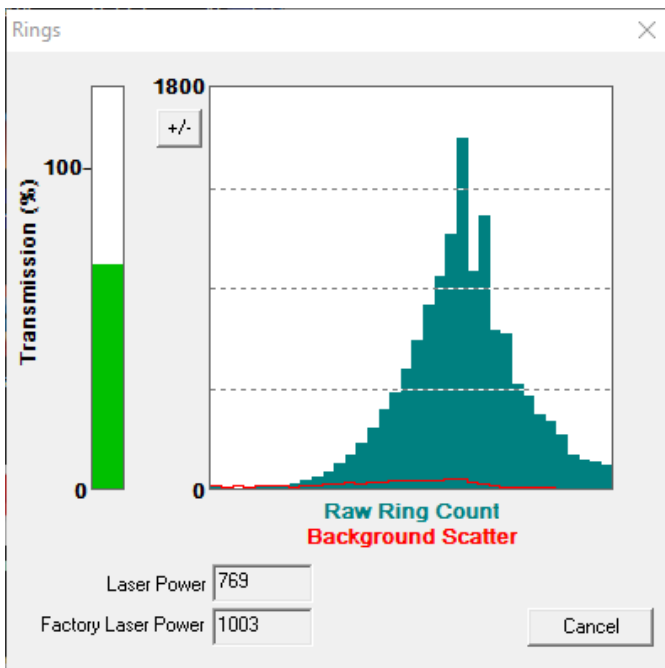 Rings
1800
+/-
100
Transmission (%)
0
0
Raw Ring Count
Background Scatter
Laser Power 769
Factory Laser Power 1003
Cancel